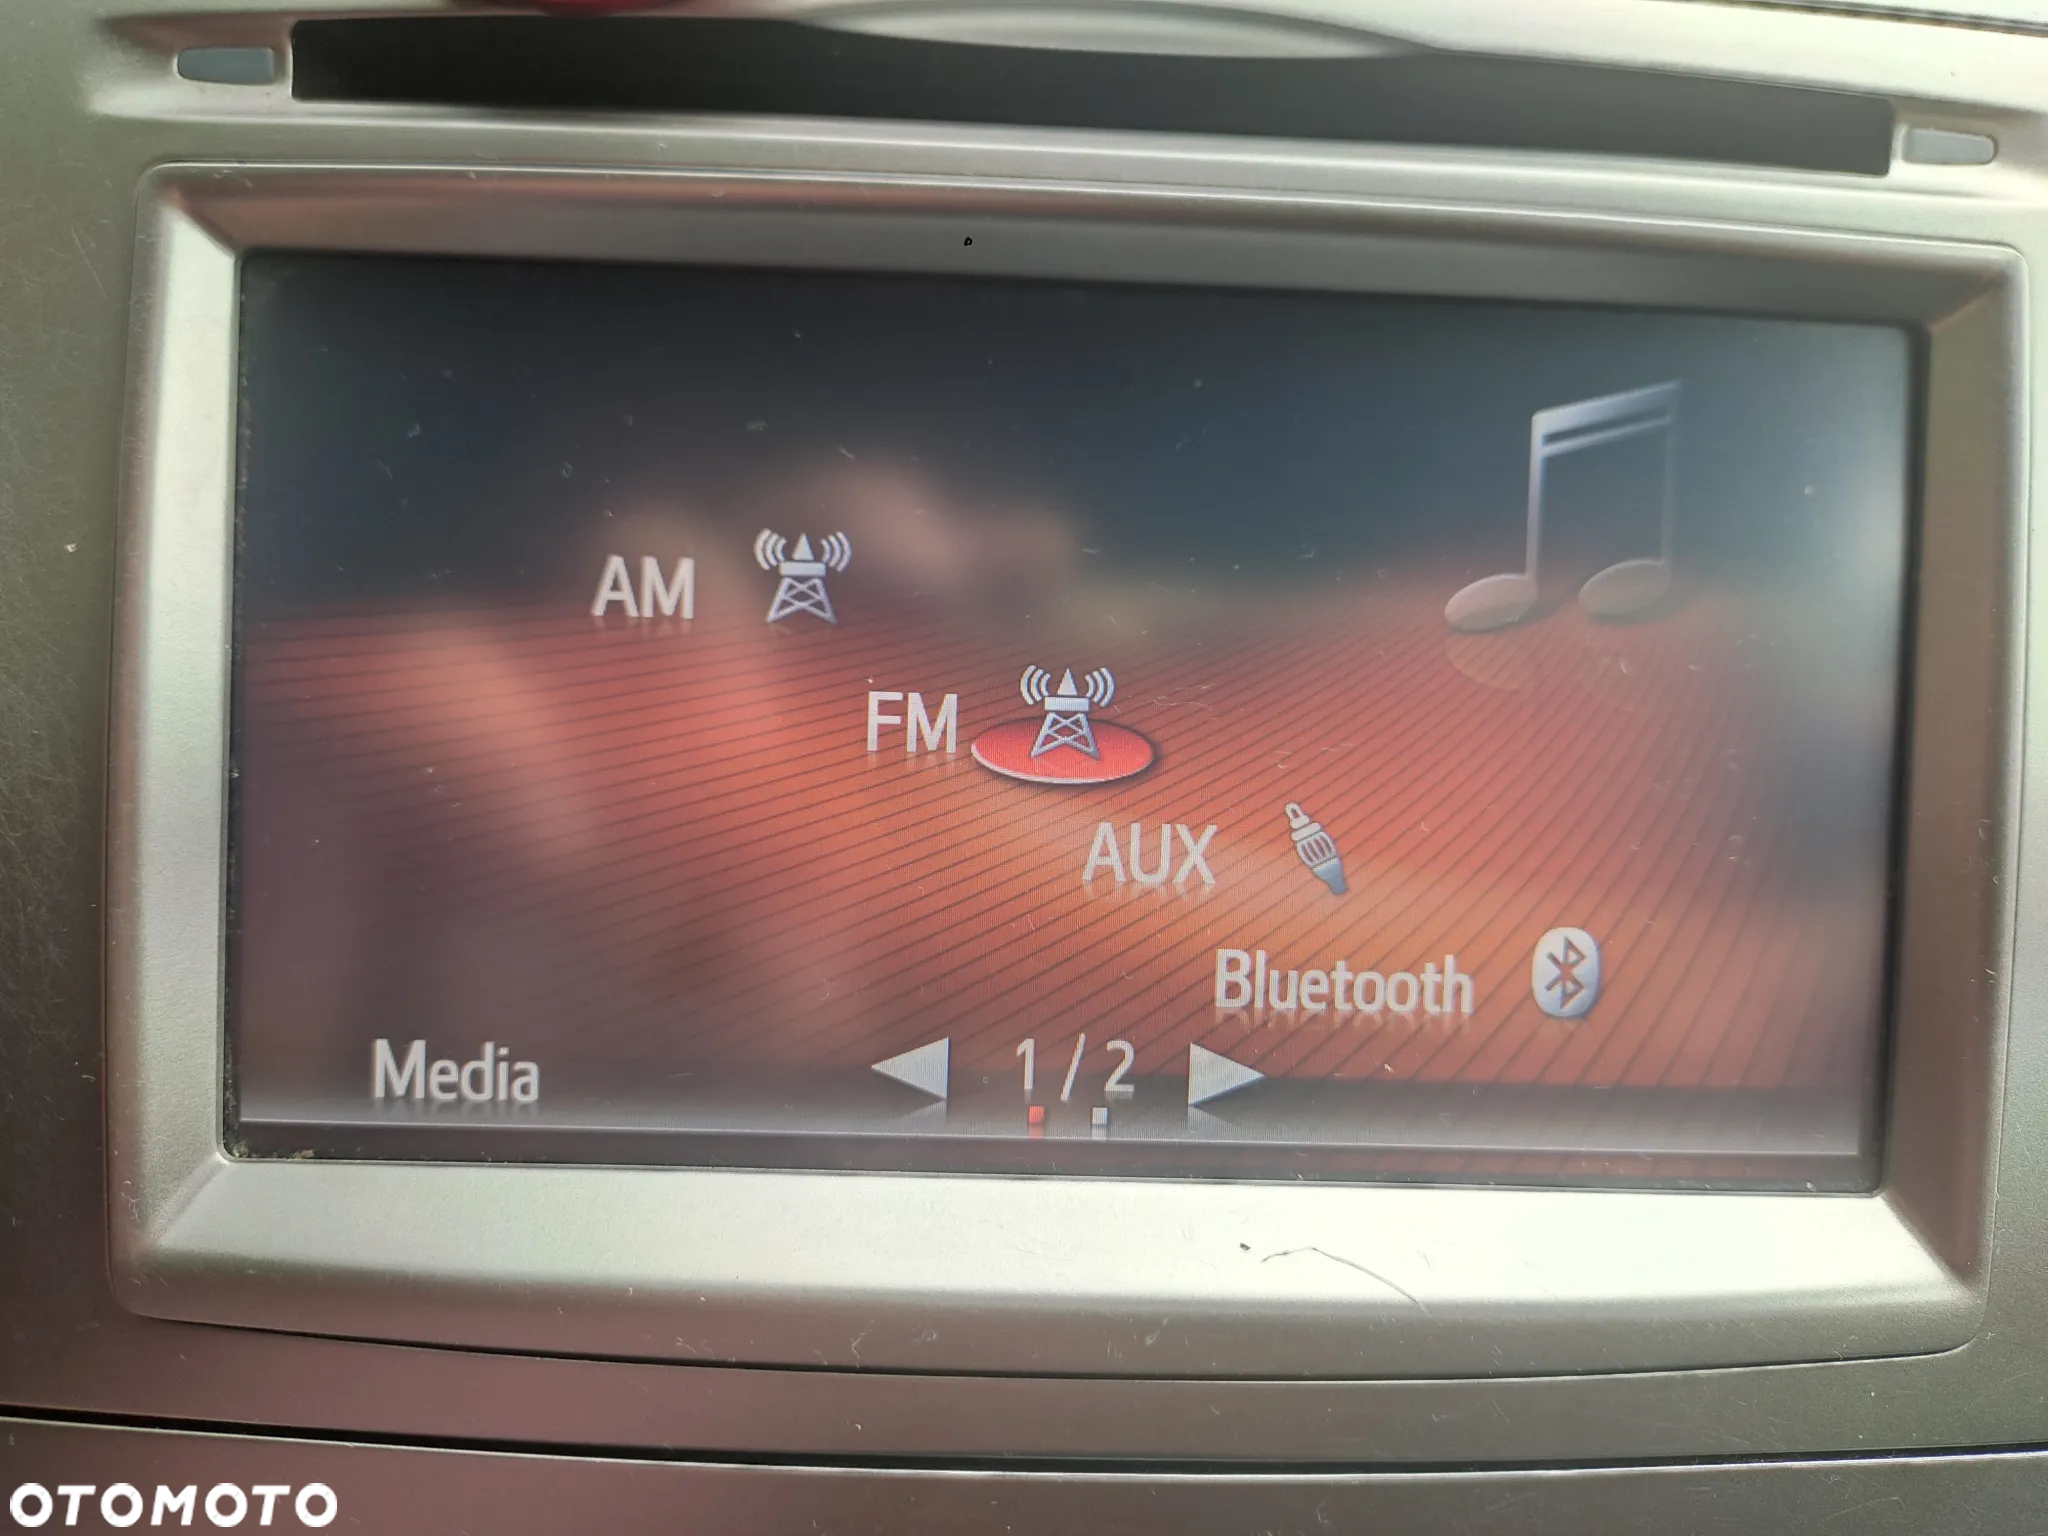 AM
FM
AUX
Bluetooth
Media
1 / 2
OTOMOTO